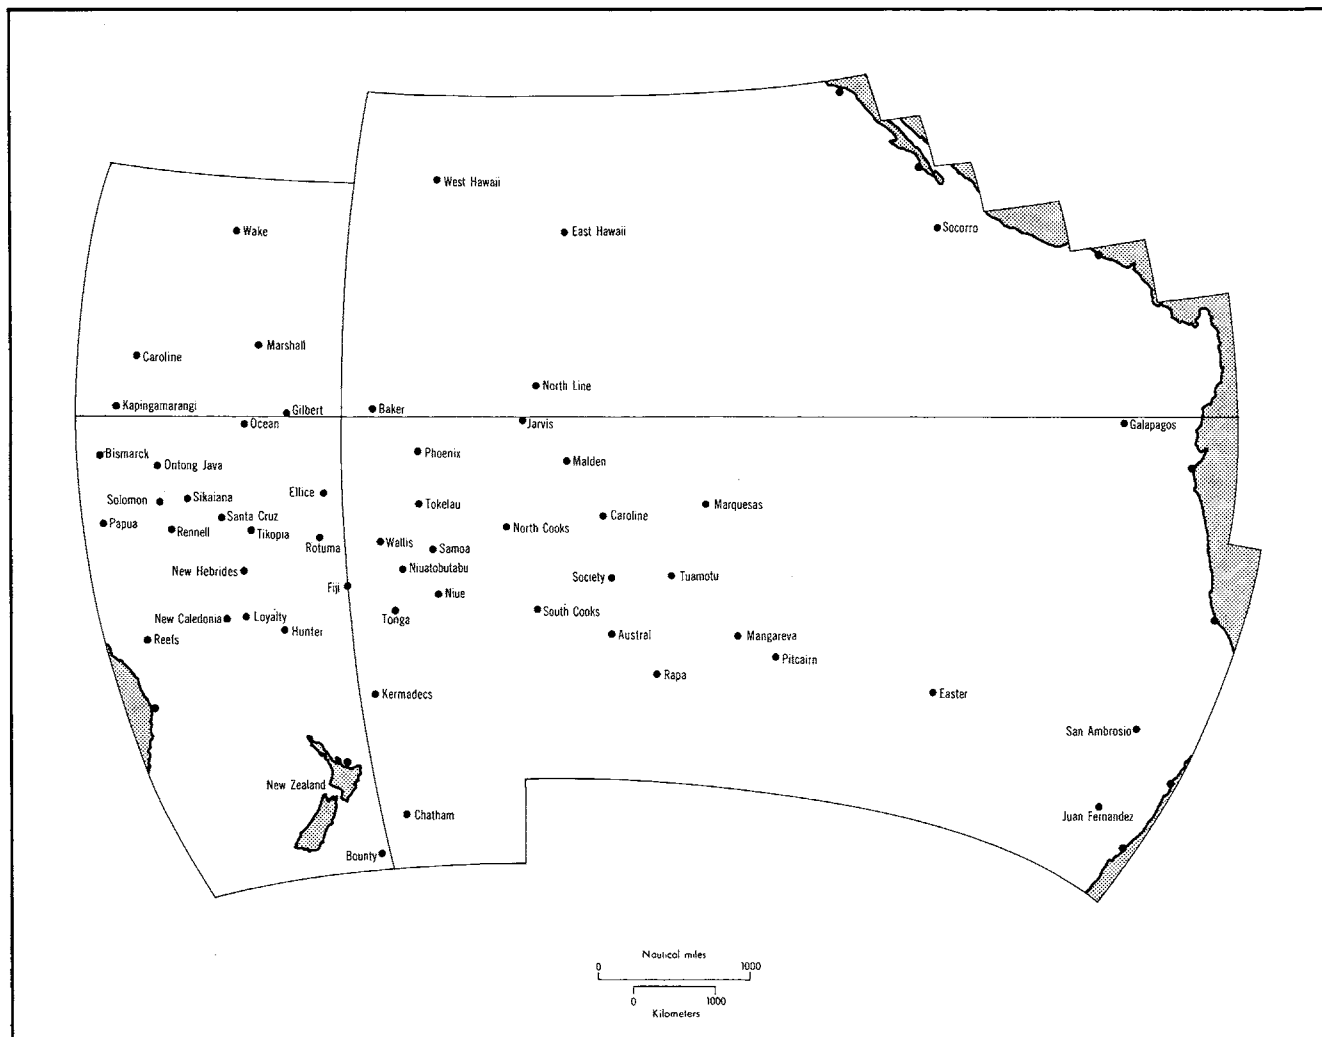 West Hawaii
Wake
East Hawaii
Socorro
Marshall
Caroline
North Line
Kapingamarangi
Gilbert
Baker
Ocean
Jarvis
Galapagos
Bismarck
Phoenix
Ontong Java
Malden
Ellice
Solomon
Sikaiana
Tokelau
Marquesas
Santa Cruz
Caroline
Papua
Rennell
Tikopia
North Cooks
Rotuma
Wallis
Samoa
New Hebrides
Niuatobutabu
Society
Tuamotu
Fiji
Niue
Tonga
South Cooks
New Caledonia
Loyalty
Hunter
Austral
Mangareva
Reefs
Pitcairn
Rapa
Kermadecs
Easter
San Ambrosio
New Zealand
Chatham
Juan Fernandez
Bounty
Nautical miles
0 1000
0 1000
Kilometers